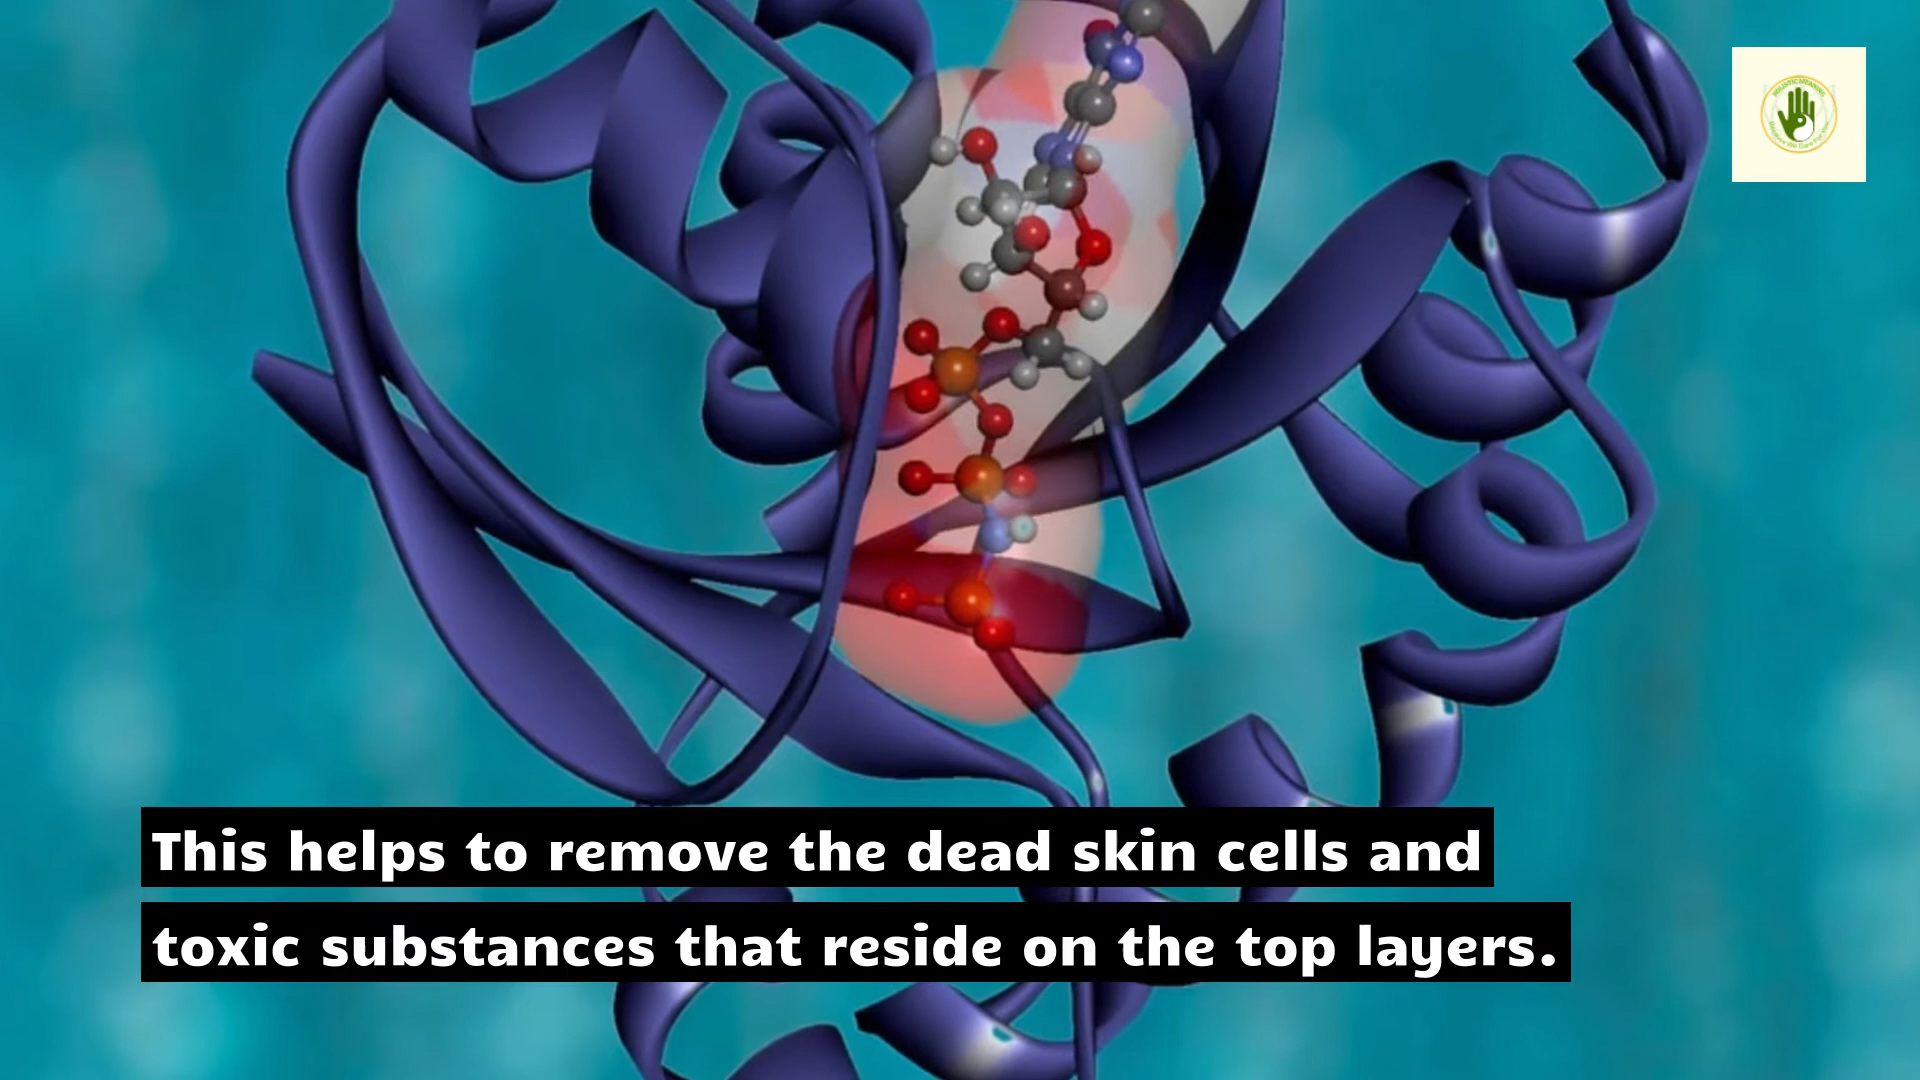 This helps to remove the dead skin cells and
toxic substances that reside on the top layers.